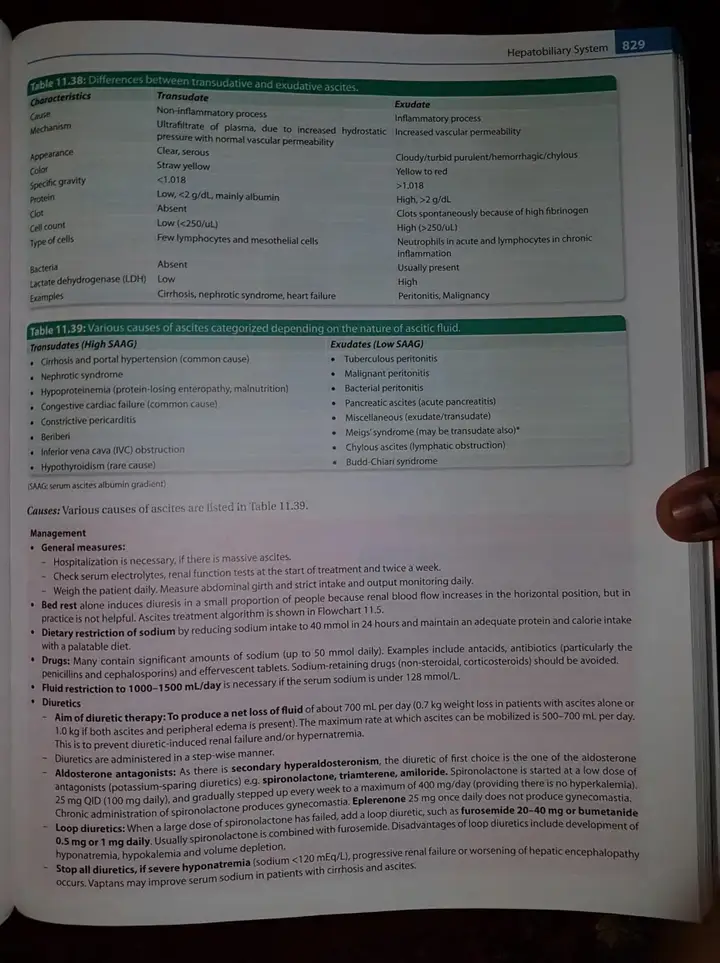 Hepatobiliary System 829
Table 11.38: Differences between transudative and exudative ascites.
Characteristics Transudate Exudate
Cause Non-inflammatory process Inflammatory process
Mechanism Ultrafiltrate of plasma, due to increased hydrostatic pressure with normal vascular permeability Increased vascular permeability
Appearance Clear, serous Cloudy/turbid purulent/hemorrhagic/chylous
Color Straw yellow Yellow to red
Specific gravity <1.018 >1.018
Protein Low, <2 g/dL, mainly albumin High, >2 g/dL
Clot Absent Clots spontaneously because of high fibrinogen
Cell count Low (<250/uL) High (>250/uL)
Type of cells Few lymphocytes and mesothelial cells Neutrophils in acute and lymphocytes in chronic inflammation
Bacteria Absent Usually present
Lactate dehydrogenase (LDH) Low High
Examples Cirrhosis, nephrotic syndrome, heart failure Peritonitis, Malignancy
Table 11.39: Various causes of ascites categorized depending on the nature of ascitic fluid.
Transudates (High SAAG) Exudates (Low SAAG)
• Cirrhosis and portal hypertension (common cause) • Tuberculous peritonitis
• Nephrotic syndrome • Malignant peritonitis
• Hypoproteinemia (protein-losing enteropathy, malnutrition) • Bacterial peritonitis
• Congestive cardiac failure (common cause) • Pancreatic ascites (acute pancreatitis)
• Constrictive pericarditis • Miscellaneous (exudate/transudate)
• Beriberi • Meigs' syndrome (may be transudate also)*
• Inferior vena cava (IVC) obstruction • Chylous ascites (lymphatic obstruction)
• Hypothyroidism (rare cause) • Budd-Chiari syndrome
(SAAG: serum ascites albumin gradient)
Causes: Various causes of ascites are listed in Table 11.39.
Management
• General measures:
– Hospitalization is necessary, if there is massive ascites.
– Check serum electrolytes, renal function tests at the start of treatment and twice a week.
– Weigh the patient daily. Measure abdominal girth and strict intake and output monitoring daily.
• Bed rest alone induces diuresis in a small proportion of people because renal blood flow increases in the horizontal position, but in
practice is not helpful. Ascites treatment algorithm is shown in Flowchart 11.5.
• Dietary restriction of sodium by reducing sodium intake to 40 mmol in 24 hours and maintain an adequate protein and calorie intake
with a palatable diet.
• Drugs: Many contain significant amounts of sodium (up to 50 mmol daily). Examples include antacids, antibiotics (particularly the
penicillins and cephalosporins) and effervescent tablets. Sodium-retaining drugs (non-steroidal, corticosteroids) should be avoided.
• Fluid restriction to 1000–1500 mL/day is necessary if the serum sodium is under 128 mmol/L.
• Diuretics
– Aim of diuretic therapy: To produce a net loss of fluid of about 700 mL per day (0.7 kg weight loss in patients with ascites alone or
1.0 kg if both ascites and peripheral edema is present). The maximum rate at which ascites can be mobilized is 500–700 mL per day.
This is to prevent diuretic-induced renal failure and/or hypernatremia.
– Diuretics are administered in a step-wise manner.
– Aldosterone antagonists: As there is secondary hyperaldosteronism, the diuretic of first choice is the one of the aldosterone
antagonists (potassium-sparing diuretics) e.g. spironolactone, triamterene, amiloride. Spironolactone is started at a low dose of
25 mg QID (100 mg daily), and gradually stepped up every week to a maximum of 400 mg/day (providing there is no hyperkalemia).
Chronic administration of spironolactone produces gynecomastia. Eplerenone 25 mg once daily does not produce gynecomastia.
– Loop diuretics: When a large dose of spironolactone has failed, add a loop diuretic, such as furosemide 20–40 mg or bumetanide
0.5 mg or 1 mg daily. Usually spironolactone is combined with furosemide. Disadvantages of loop diuretics include development of
hyponatremia, hypokalemia and volume depletion.
– Stop all diuretics, if severe hyponatremia (sodium <120 mEq/L), progressive renal failure or worsening of hepatic encephalopathy
occurs. Vaptans may improve serum sodium in patients with cirrhosis and ascites.